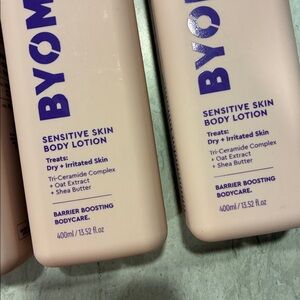 BYOM
SENSITIVE SKIN
BODY LOTION
Treats:
Dry + Irritated Skin
Tri-Ceramide Complex
+ Oat Extract
+ Shea Butter
BARRIER BOOSTING
BODYCARE.
400ml / 13.52 fl.oz
BYOM
SENSITIVE SKIN
BODY LOTION
Treats:
Dry + Irritated Skin
Tri-Ceramide Complex
+ Oat Extract
+ Shea Butter
BARRIER BOOSTING
BODYCARE.
400ml / 13.52 fl.oz